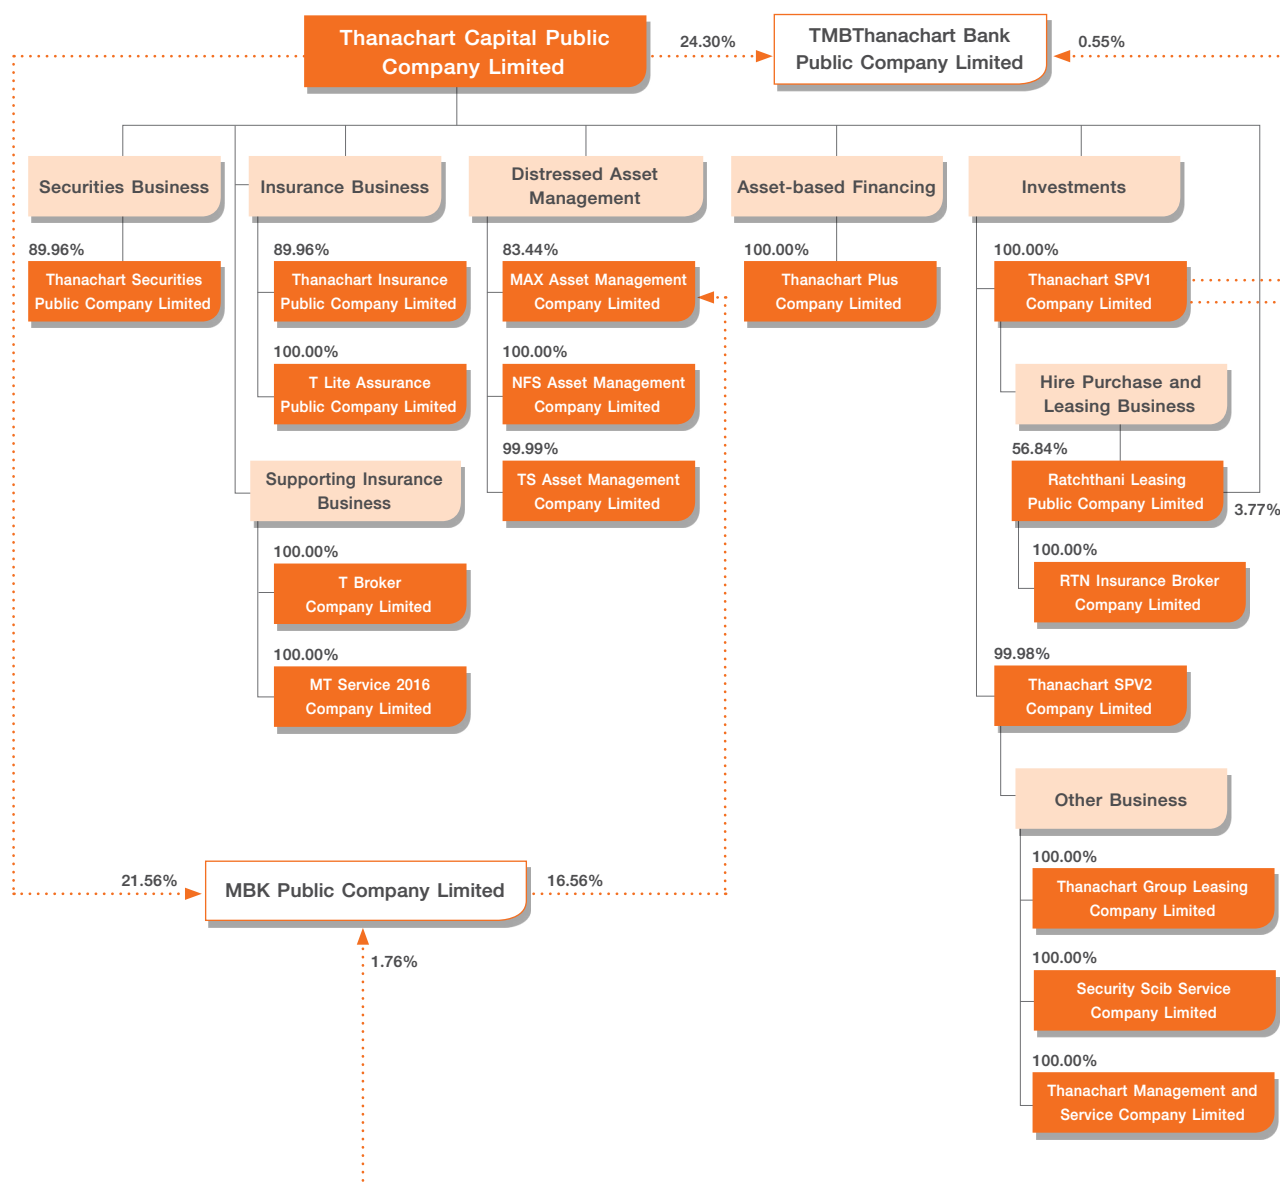 Thanachart Capital Public
Company Limited
24.30%
TMBThanachart Bank
Public Company Limited
0.55%
Securities Business
Insurance Business
Distressed Asset
Management
Asset-based Financing
Investments
89.96%
Thanachart Securities
Public Company Limited
89.96%
Thanachart Insurance
Public Company Limited
83.44%
MAX Asset Management
Company Limited
100.00%
Thanachart Plus
Company Limited
100.00%
Thanachart SPV1
Company Limited
100.00%
T Lite Assurance
Public Company Limited
100.00%
NFS Asset Management
Company Limited
Hire Purchase and
Leasing Business
Supporting Insurance
Business
99.99%
TS Asset Management
Company Limited
56.84%
Ratchthani Leasing
Public Company Limited
3.77%
100.00%
T Broker
Company Limited
100.00%
RTN Insurance Broker
Company Limited
100.00%
MT Service 2016
Company Limited
99.98%
Thanachart SPV2
Company Limited
Other Business
21.56%
MBK Public Company Limited
16.56%
1.76%
100.00%
Thanachart Group Leasing
Company Limited
100.00%
Security Scib Service
Company Limited
100.00%
Thanachart Management and
Service Company Limited